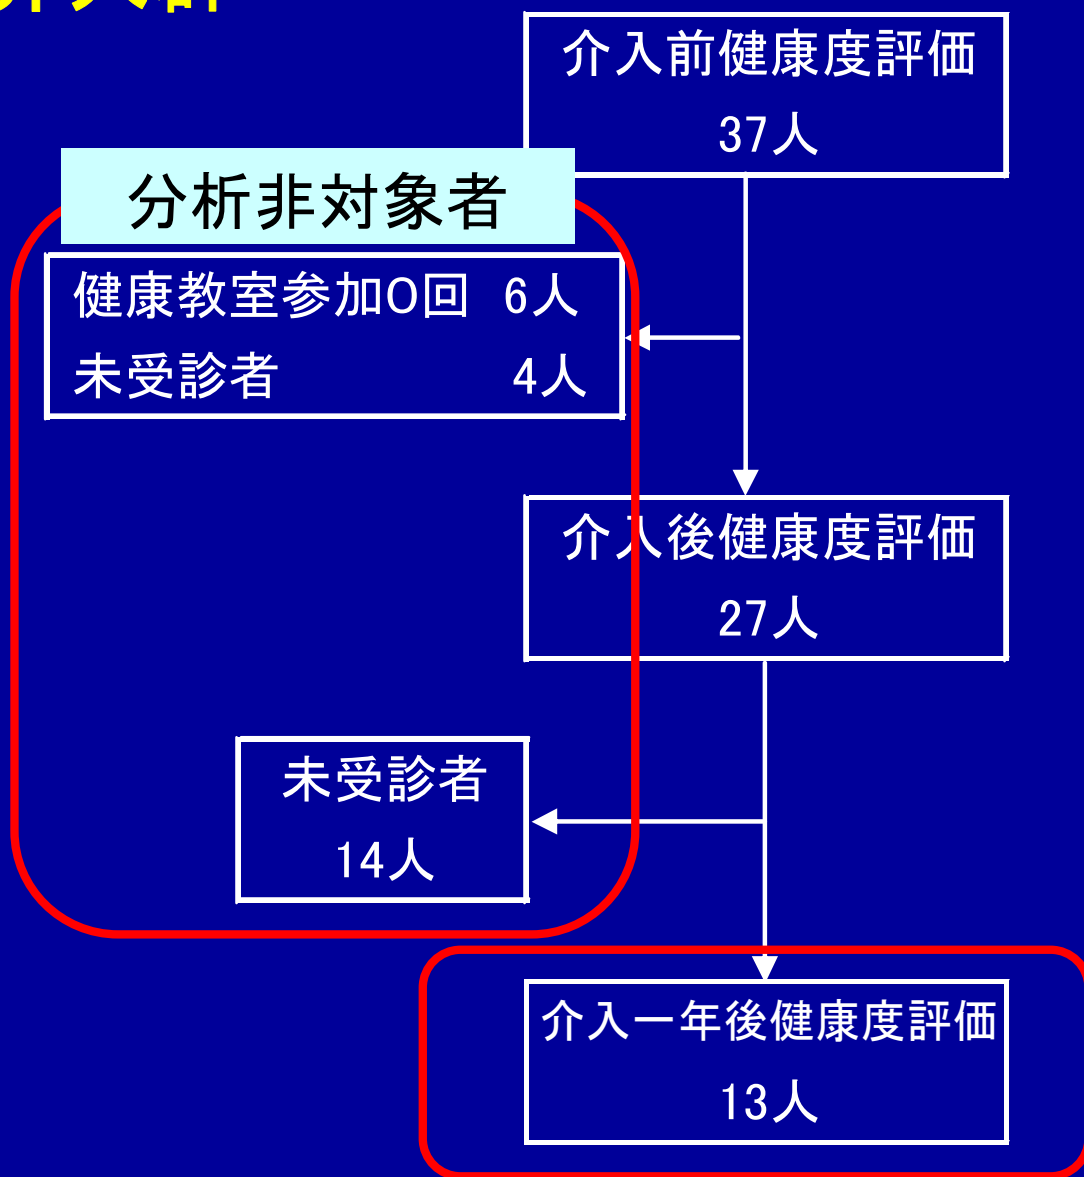 介入群
介入前健康度評価
37人
分析非対象者
健康教室参加0回 6人
未受診者 4人
介入後健康度評価
27人
未受診者
14人
介入一年後健康度評価
13人